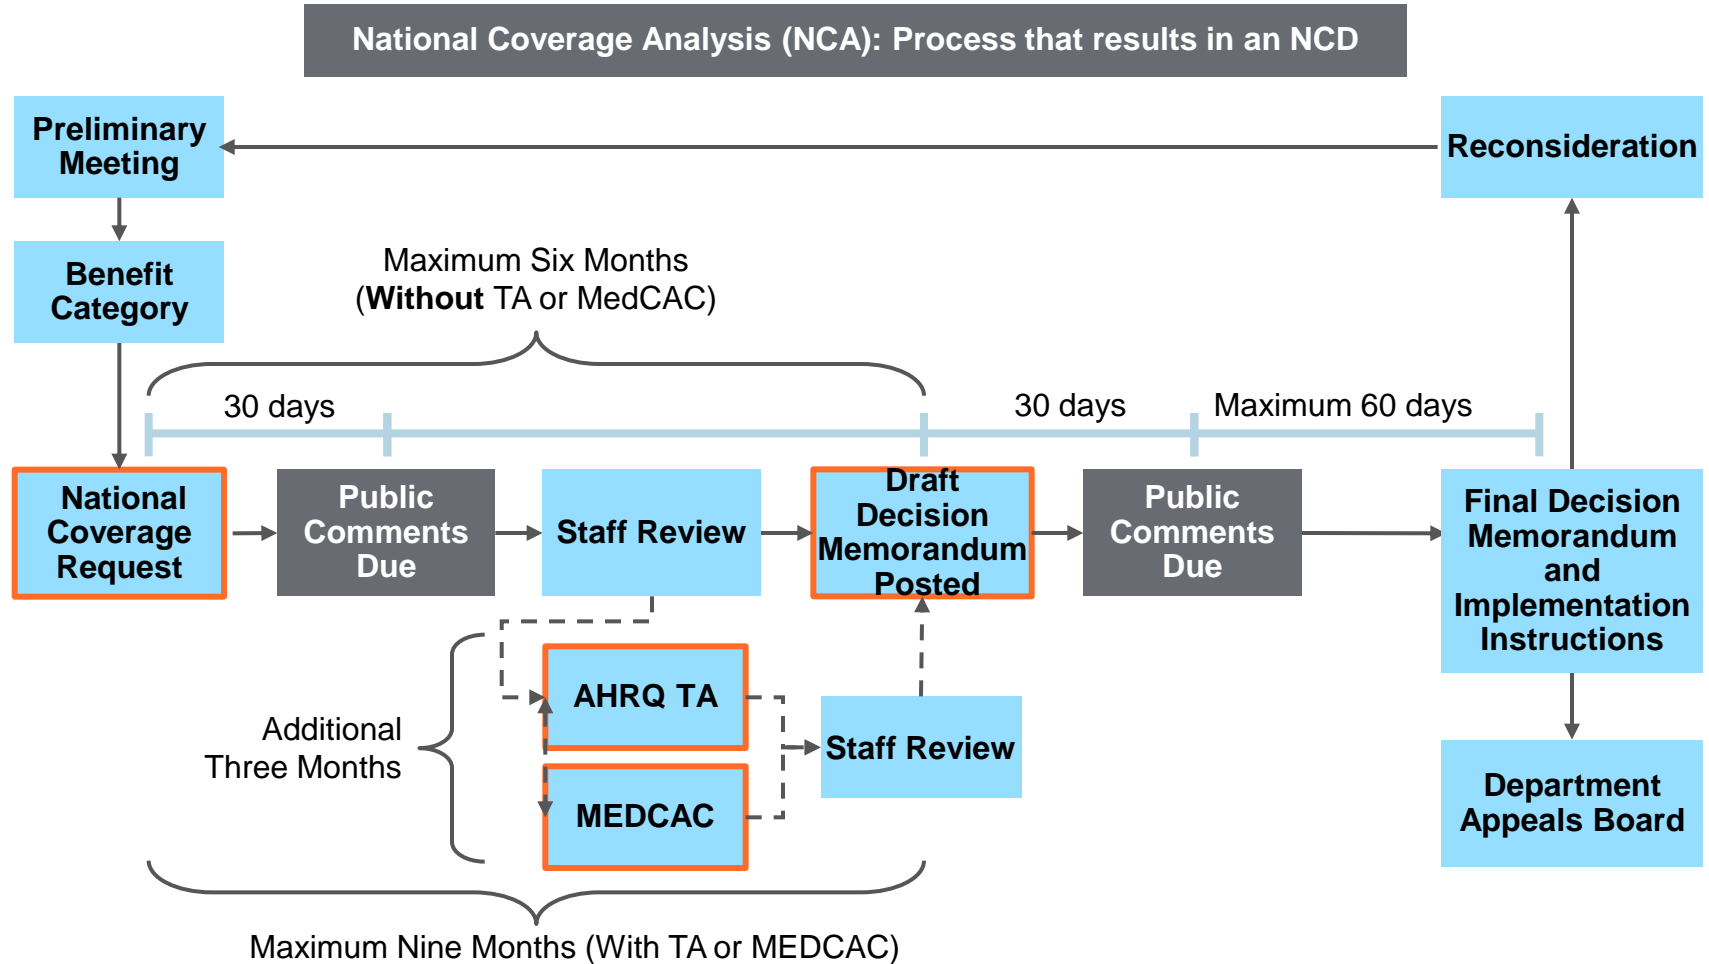 National Coverage Analysis (NCA): Process that results in an NCD
Preliminary
Meeting
Reconsideration
Benefit
Category
Maximum Six Months
(Without TA or MedCAC)
30 days
30 days
Maximum 60 days
National
Coverage
Request
Public
Comments
Due
Staff Review
Draft
Decision
Memorandum
Posted
Public
Comments
Due
Final Decision
Memorandum
and
Implementation
Instructions
Additional
Three Months
AHRQ TA
MEDCAC
Staff Review
Department
Appeals Board
Maximum Nine Months (With TA or MEDCAC)